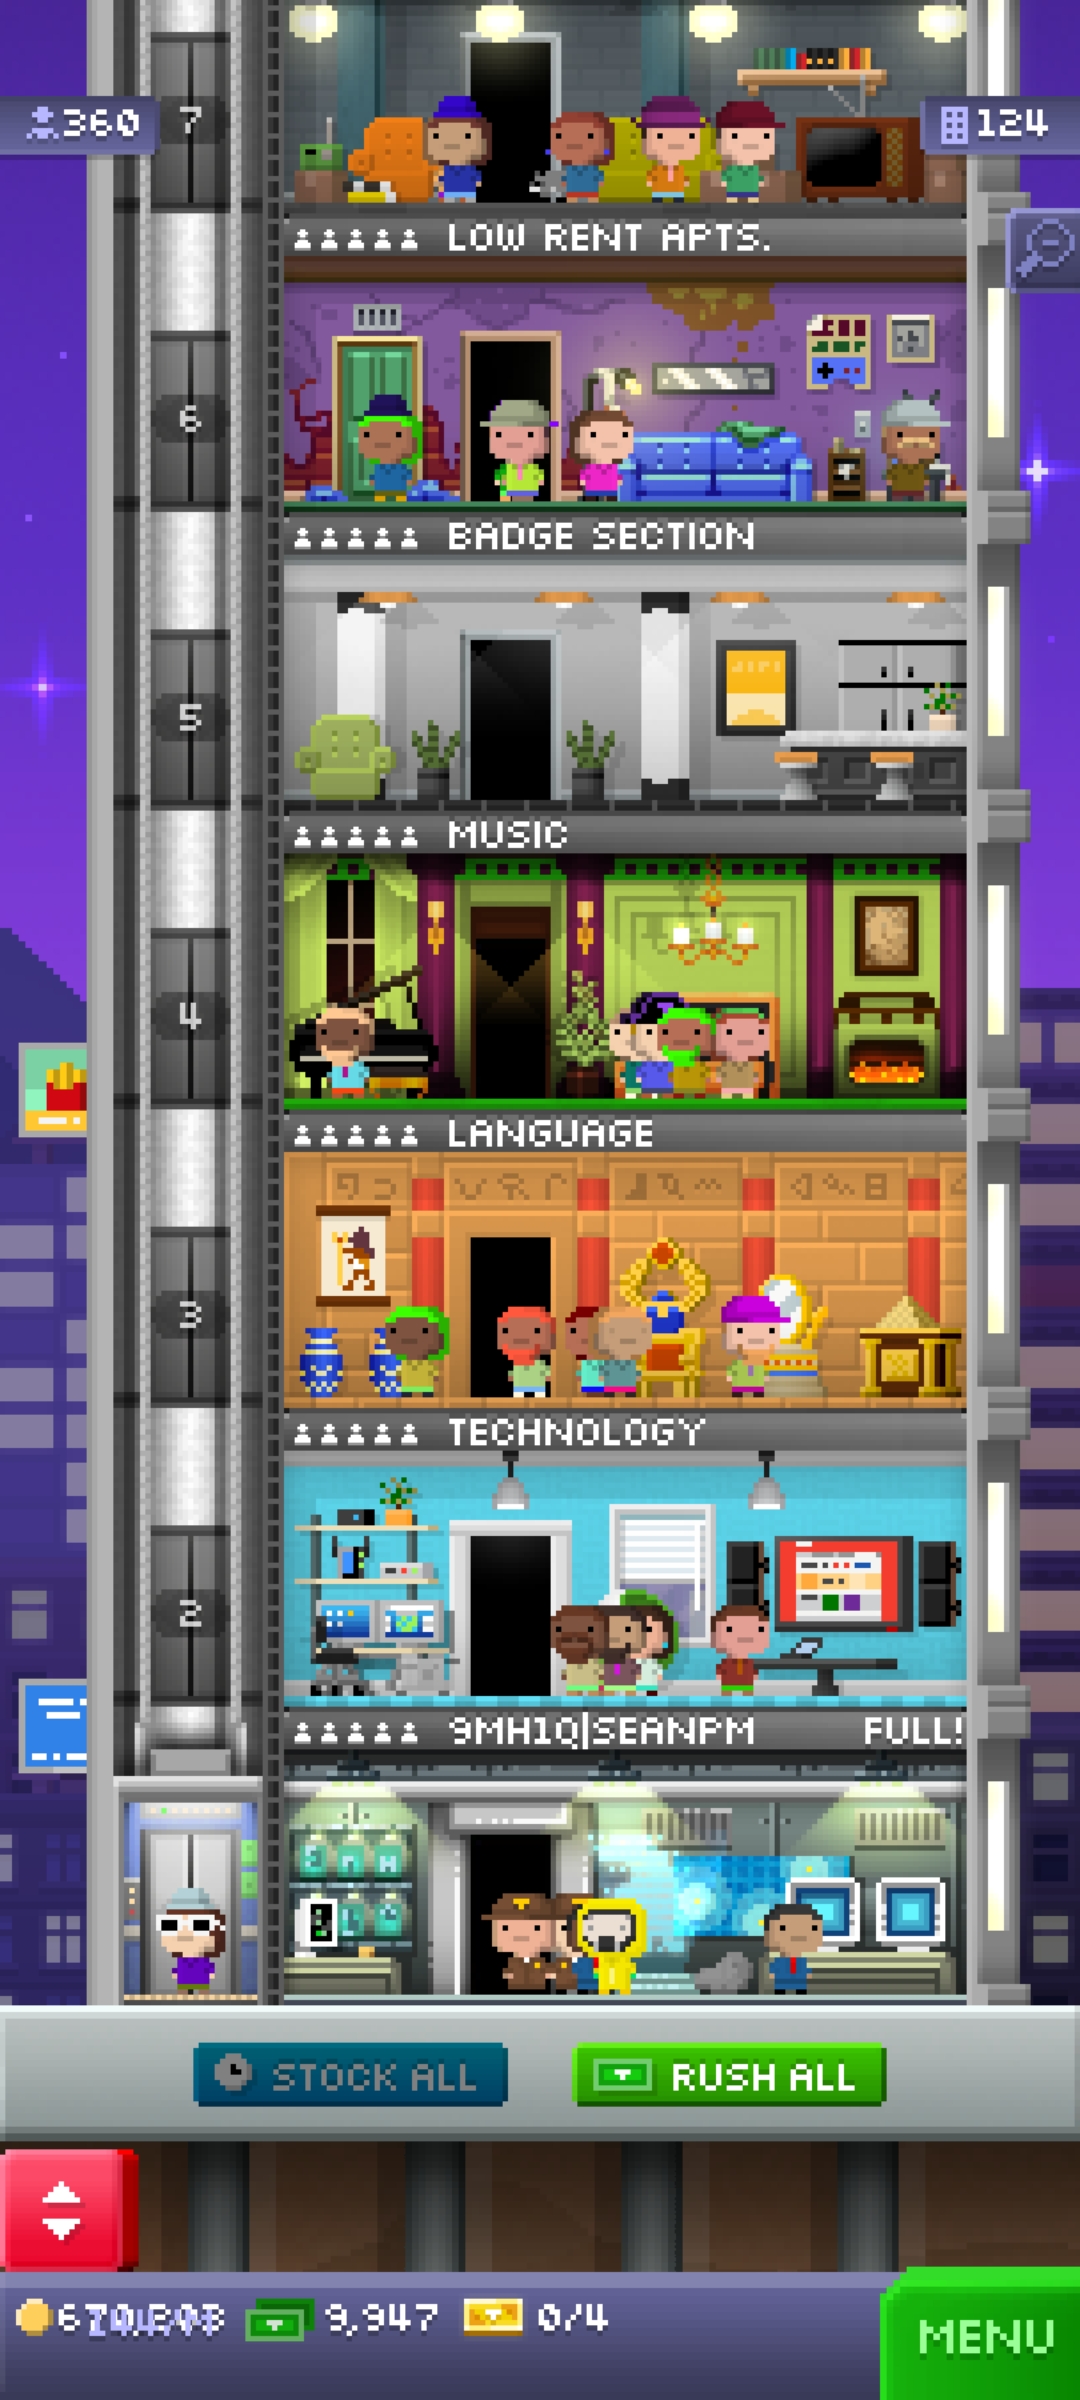 7
360
124
LOW RENT APTS.
6
BADGE SECTION
5
MUSIC
4
LANGUAGE
3
TECHNOLOGY
2
9MH1Q|SEANPM FULL!
STOCK ALL
RUSH ALL
9,947
0/4
MENU